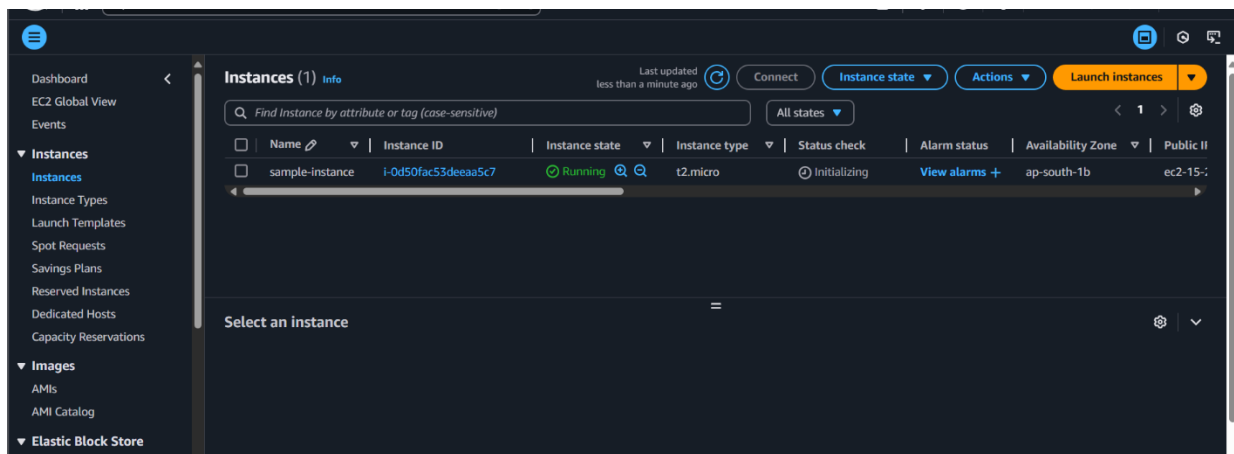 Dashboard
EC2 Global View
Events
Instances
Instances
Instance Types
Launch Templates
Spot Requests
Savings Plans
Reserved Instances
Dedicated Hosts
Capacity Reservations
Images
AMIs
AMI Catalog
Elastic Block Store
Instances (1) Info
Last updated
less than a minute ago
Connect
Instance state
Actions
Launch instances
Find Instance by attribute or tag (case-sensitive)
All states
1
Name Instance ID Instance state Instance type Status check Alarm status Availability Zone Public
sample-instance i-0d50fac53deeaa5c7 Running t2.micro Initializing View alarms + ap-south-1b ec2-15-
Select an instance